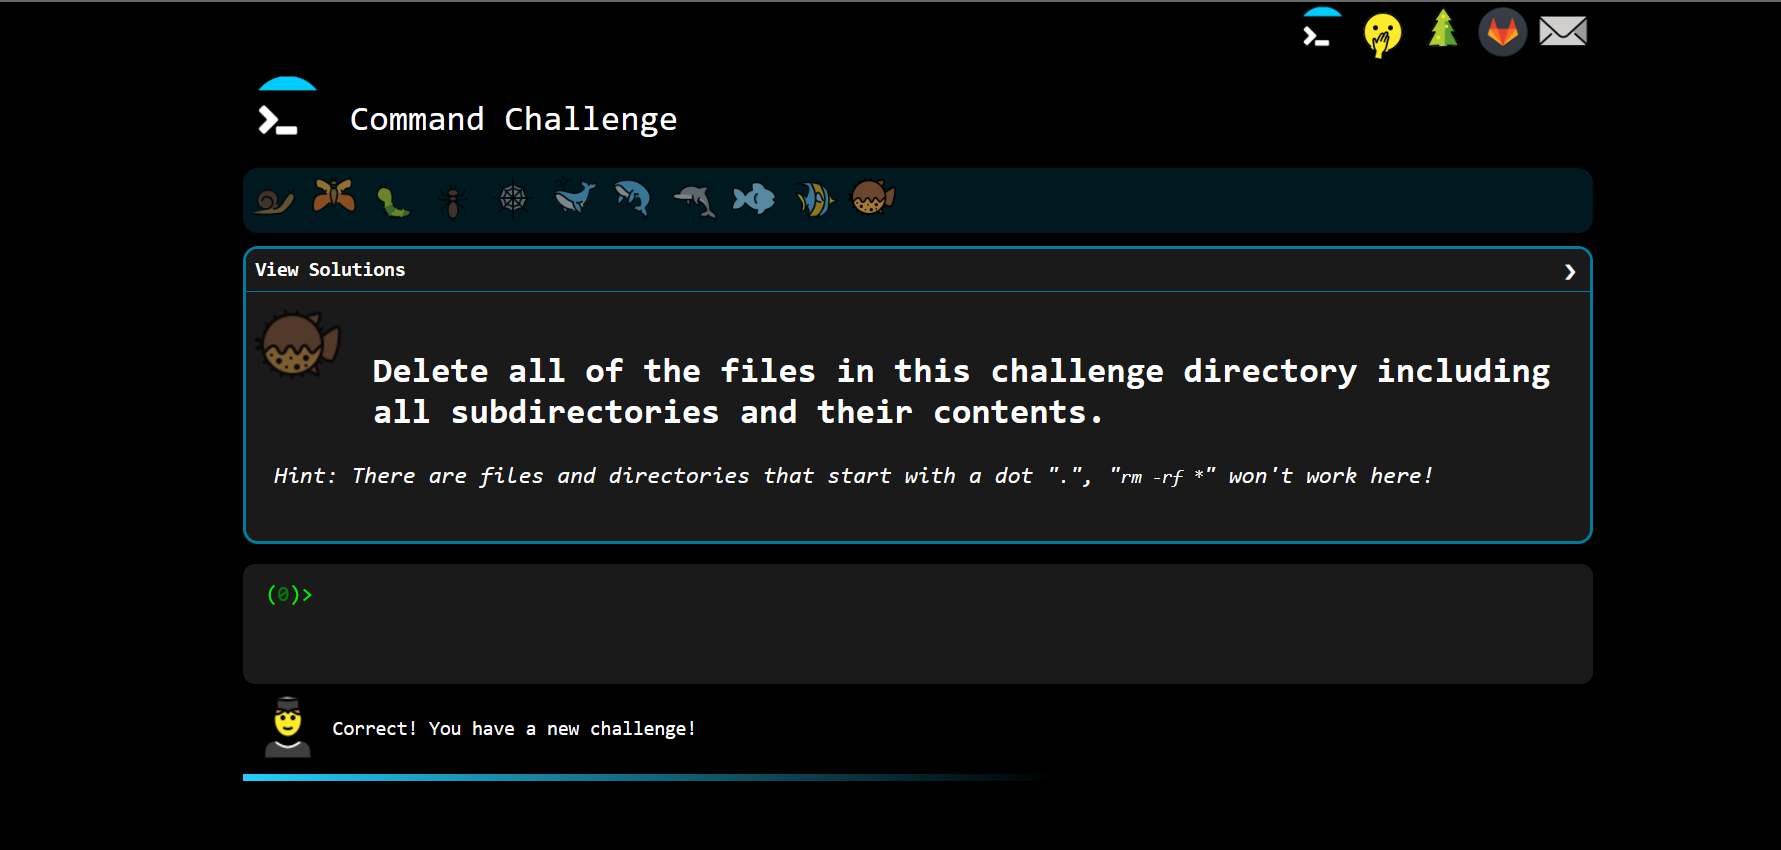 Command Challenge
View Solutions
Delete all of the files in this challenge directory including
all subdirectories and their contents.
Hint: There are files and directories that start with a dot ".", "rm -rf *" won't work here!
(0)>
Correct! You have a new challenge!